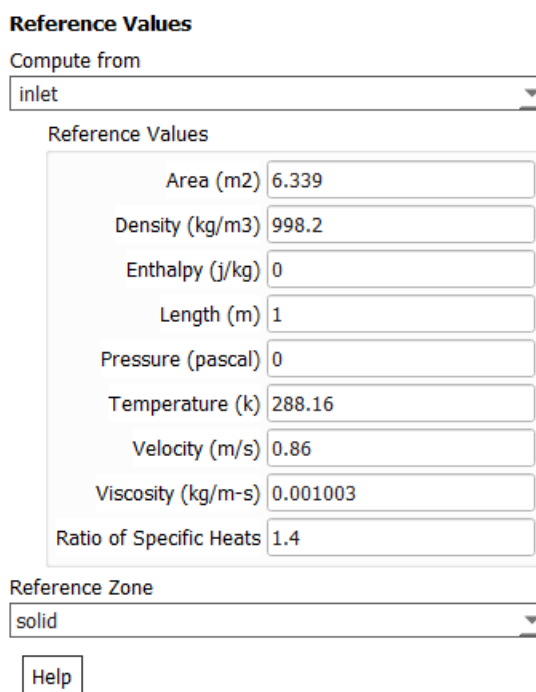 Reference Values
Compute from
inlet
Reference Values
Area (m2) 6.339
Density (kg/m3) 998.2
Enthalpy (j/kg) 0
Length (m) 1
Pressure (pascal) 0
Temperature (k) 288.16
Velocity (m/s) 0.86
Viscosity (kg/m-s) 0.001003
Ratio of Specific Heats 1.4
Reference Zone
solid
Help